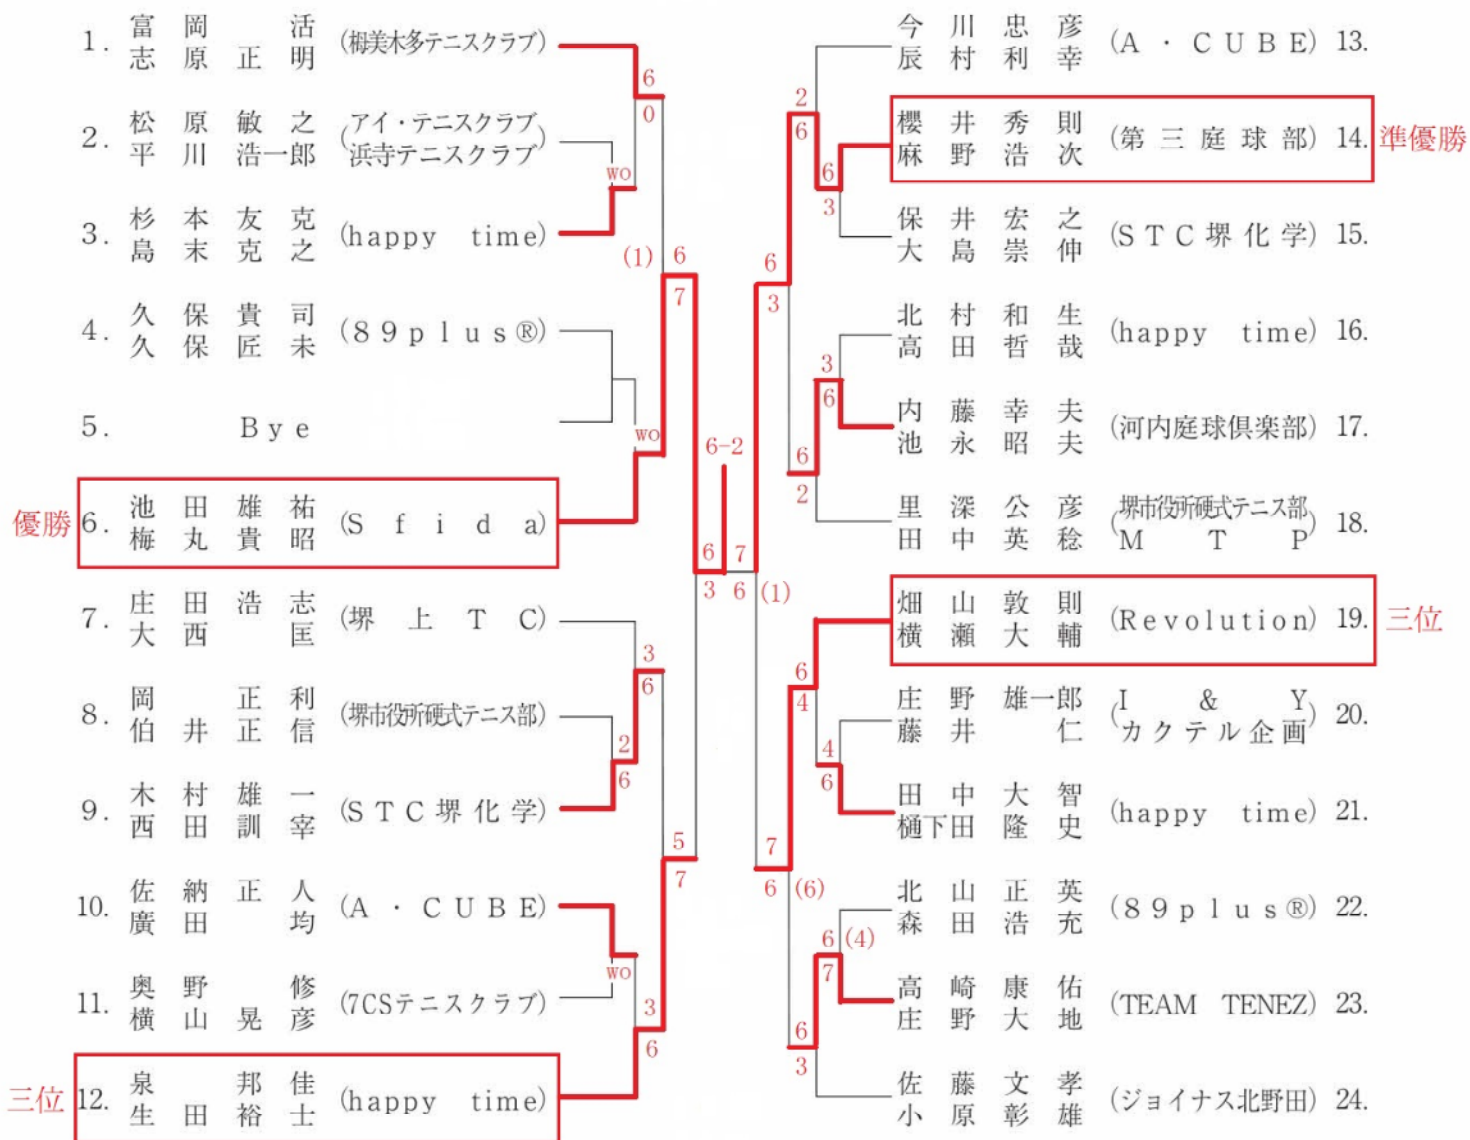 1. 富岡 活 (栂美木多テニスクラブ)
志原正明
6
0
2. 松原敏之 (アイ・テニスクラブ
平川浩一郎 浜寺テニスクラブ)
WO
3. 杉本友克 (happy time)
島末克之
(1) 6
7
4. 久保貴司 (89plus®)
久保匠未
5. Bye
WO
優勝 6. 池田雄祐 (Sfida)
梅丸貴昭
7. 庄田浩志 (堺上TC)
大西 匡
3
6
8. 岡 正利 (堺市役所硬式テニス部)
伯井正信
2
6
9. 木村雄一 (STC堺化学)
西田訓宰
5
7
10. 佐納正人 (A・CUBE)
廣田 均
WO
11. 奥野 修 (7CSテニスクラブ)
横山晃彦
3
6
三位 12. 泉 邦佳 (happy time)
生田裕士
6-2
6 7
3 6 (1)
今川忠彦 (A・CUBE) 13.
辰村利幸
2
6
櫻井秀則 (第三庭球部) 14. 準優勝
麻野浩次
6
3
保井宏之 (STC堺化学) 15.
大島崇伸
6
3
北村和生 (happy time) 16.
高田哲哉
3
6
内藤幸夫 (河内庭球倶楽部) 17.
池永昭夫
6
2
里深公彦 (堺市役所硬式テニス部 18.
田中英稔 MTP)
畑山敦則 (Revolution) 19. 三位
横瀬大輔
6
4
庄野雄一郎 (I & Y 20.
藤井 仁 カクテル企画)
4
6
田中大智 (happy time) 21.
樋下田隆史
7
6 (6)
北山正英 (89plus®) 22.
森田浩充
6 (4)
7
高崎康佑 (TEAM TENEZ) 23.
庄野大地
6
3
佐藤文孝 (ジョイナス北野田) 24.
小原彰雄